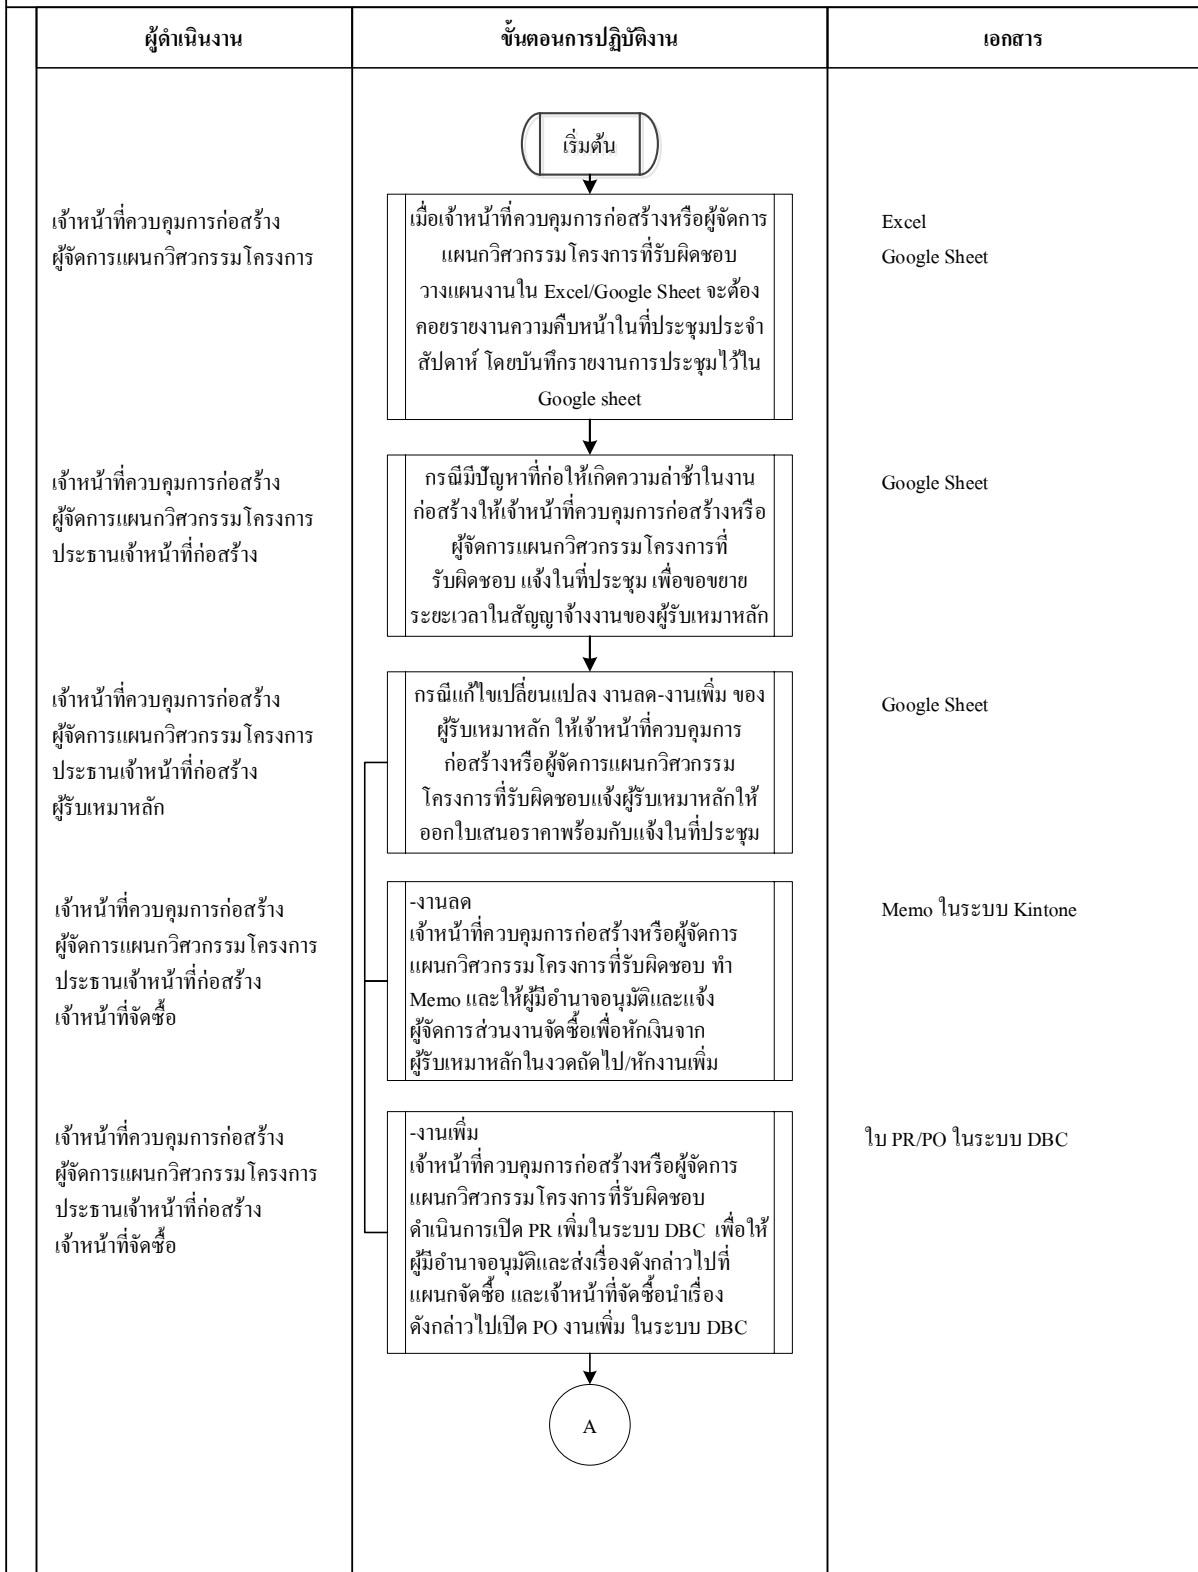 ผู้ดำเนินงาน
ขั้นตอนการปฏิบัติงาน
เอกสาร
เริ่มต้น
เจ้าหน้าที่ควบคุมการก่อสร้าง
ผู้จัดการแผนกวิศวกรรมโครงการ
เมื่อเจ้าหน้าที่ควบคุมการก่อสร้างหรือผู้จัดการ
แผนกวิศวกรรมโครงการที่รับผิดชอบ
วางแผนงานใน Excel/Google Sheet จะต้อง
คอยรายงานความคืบหน้าในที่ประชุมประจำ
สัปดาห์ โดยบันทึกรายงานการประชุมไว้ใน
Google sheet
Excel
Google Sheet
เจ้าหน้าที่ควบคุมการก่อสร้าง
ผู้จัดการแผนกวิศวกรรมโครงการ
ประธานเจ้าหน้าที่ก่อสร้าง
กรณีมีปัญหาที่ก่อให้เกิดความล่าช้าในงาน
ก่อสร้างให้เจ้าหน้าที่ควบคุมการก่อสร้างหรือ
ผู้จัดการแผนกวิศวกรรมโครงการที่
รับผิดชอบ แจ้งในที่ประชุม เพื่อขอขยาย
ระยะเวลาในสัญญาจ้างงานของผู้รับเหมาหลัก
Google Sheet
เจ้าหน้าที่ควบคุมการก่อสร้าง
ผู้จัดการแผนกวิศวกรรมโครงการ
ประธานเจ้าหน้าที่ก่อสร้าง
ผู้รับเหมาหลัก
กรณีแก้ไขเปลี่ยนแปลง งานลด-งานเพิ่ม ของ
ผู้รับเหมาหลัก ให้เจ้าหน้าที่ควบคุมการ
ก่อสร้างหรือผู้จัดการแผนกวิศวกรรม
โครงการที่รับผิดชอบแจ้งผู้รับเหมาหลักให้
ออกใบเสนอราคาพร้อมกับแจ้งในที่ประชุม
Google Sheet
เจ้าหน้าที่ควบคุมการก่อสร้าง
ผู้จัดการแผนกวิศวกรรมโครงการ
ประธานเจ้าหน้าที่ก่อสร้าง
เจ้าหน้าที่จัดซื้อ
-งานลด
เจ้าหน้าที่ควบคุมการก่อสร้างหรือผู้จัดการ
แผนกวิศวกรรมโครงการที่รับผิดชอบ ทำ
Memo และให้ผู้มีอำนาจอนุมัติและแจ้ง
ผู้จัดการส่วนงานจัดซื้อเพื่อหักเงินจาก
ผู้รับเหมาหลักในงวดถัดไป/หักงานเพิ่ม
Memo ในระบบ Kintone
เจ้าหน้าที่ควบคุมการก่อสร้าง
ผู้จัดการแผนกวิศวกรรมโครงการ
ประธานเจ้าหน้าที่ก่อสร้าง
เจ้าหน้าที่จัดซื้อ
-งานเพิ่ม
เจ้าหน้าที่ควบคุมการก่อสร้างหรือผู้จัดการ
แผนกวิศวกรรมโครงการที่รับผิดชอบ
ดำเนินการเปิด PR เพิ่มในระบบ DBC เพื่อให้
ผู้มีอำนาจอนุมัติและส่งเรื่องดังกล่าวไปที่
แผนกจัดซื้อ และเจ้าหน้าที่จัดซื้อนำเรื่อง
ดังกล่าวไปเปิด PO งานเพิ่ม ในระบบ DBC
ใบ PR/PO ในระบบ DBC
A